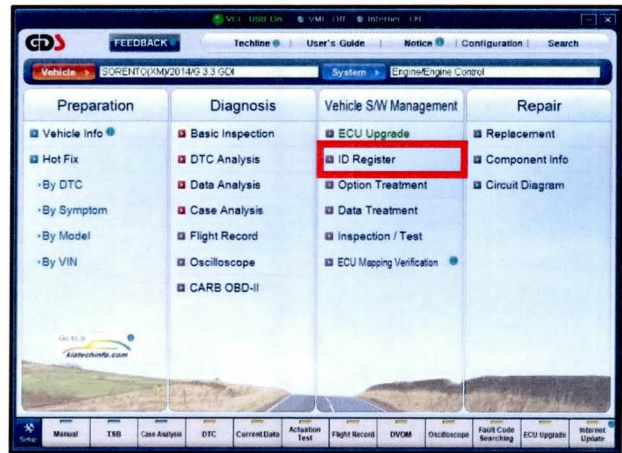 VCI USB On VMI Off Internet On
GDS FEEDBACK Techline | User's Guide | Notice | Configuration | Search
Vehicle SORENTO(XM)/2014/G 3.3 GDI System Engine/Engine Control
Preparation
Vehicle Info
Hot Fix
By DTC
By Symptom
By Model
By VIN
Go to
kiatechinfo.com
Diagnosis
Basic Inspection
DTC Analysis
Data Analysis
Case Analysis
Flight Record
Oscilloscope
CARB OBD-II
Vehicle S/W Management
ECU Upgrade
ID Register
Option Treatment
Data Treatment
Inspection / Test
ECU Mapping Verification
Repair
Replacement
Component Info
Circuit Diagram
Setup Manual TSB Case Analysis DTC Current Data Actuation Test Flight Record DVOM Oscilloscope Fault Code Searching ECU Upgrade Internet Update